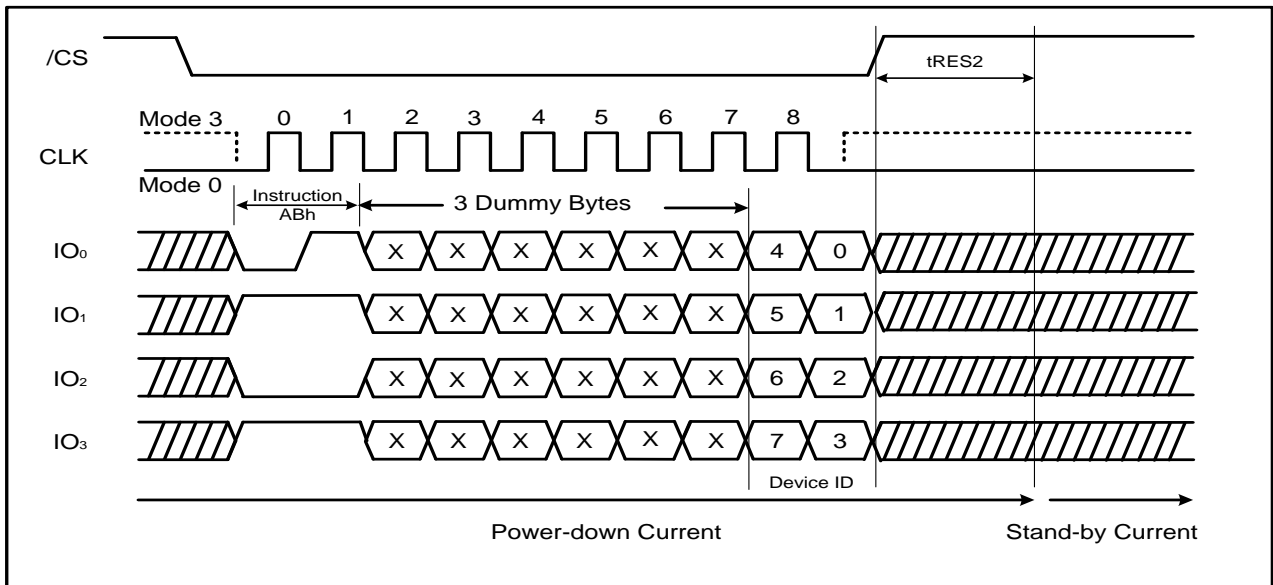 /CS
tRES2
Mode 3 0 1 2 3 4 5 6 7 8
CLK
Mode 0
Instruction
ABh
3 Dummy Bytes
IO₀ X X X X X X 4 0
IO₁ X X X X X X 5 1
IO₂ X X X X X X 6 2
IO₃ X X X X X X 7 3
Device ID
Power-down Current Stand-by Current